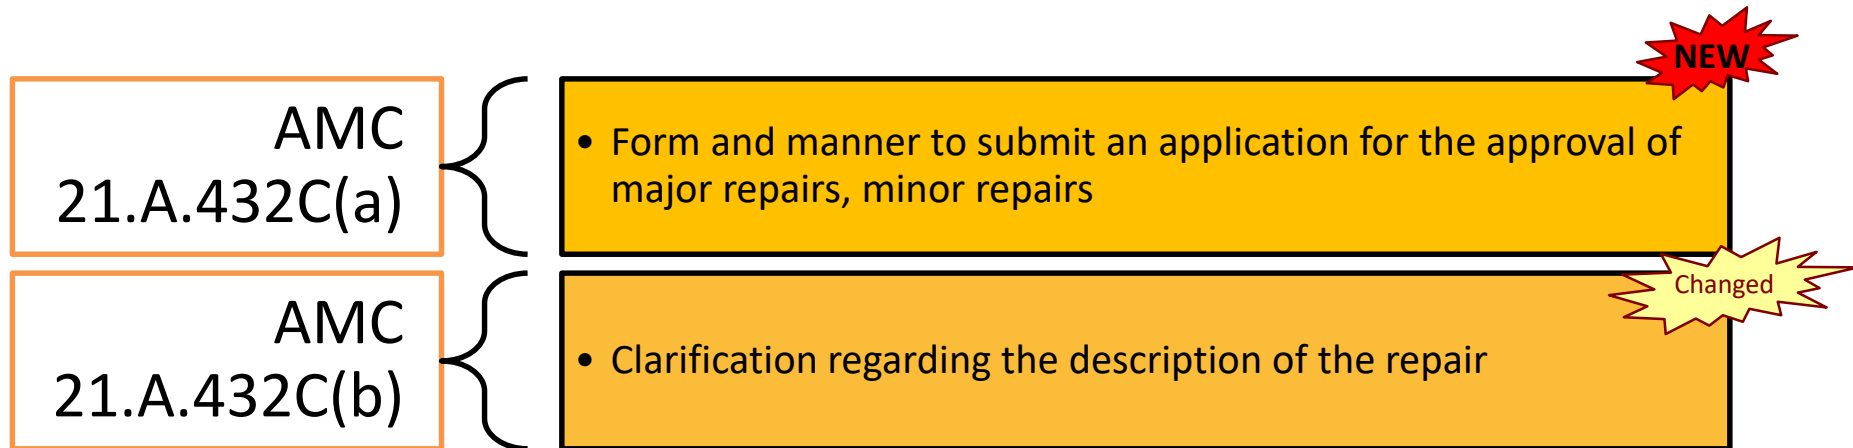 NEW
AMC
21.A.432C(a)
• Form and manner to submit an application for the approval of
major repairs, minor repairs
Changed
AMC
21.A.432C(b)
• Clarification regarding the description of the repair